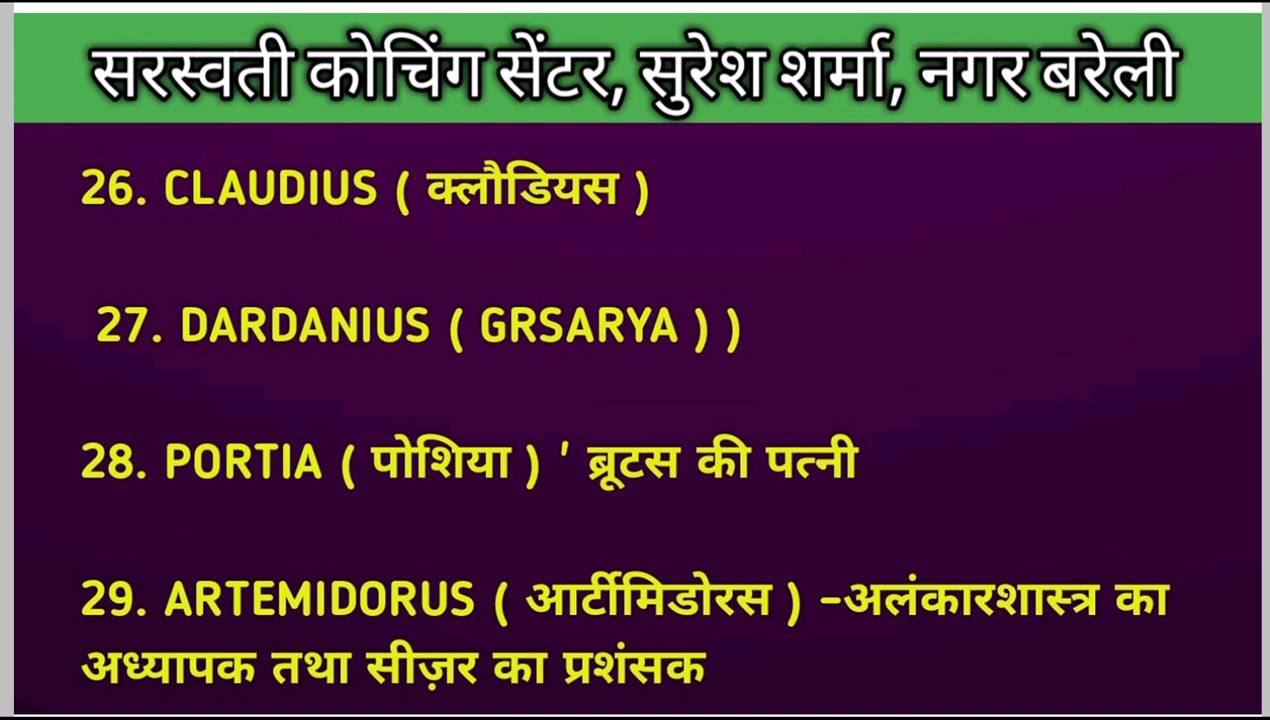 सरस्वती कोचिंग सेंटर, सुरेश शर्मा, नगर बरेली
26. CLAUDIUS ( क्लौडियस )
27. DARDANIUS ( GRSARYA ) )
28. PORTIA ( पोशिया ) ' ब्रूटस की पत्नी
29. ARTEMIDORUS ( आर्टीमिडोरस ) -अलंकारशास्त्र का
अध्यापक तथा सीज़र का प्रशंसक